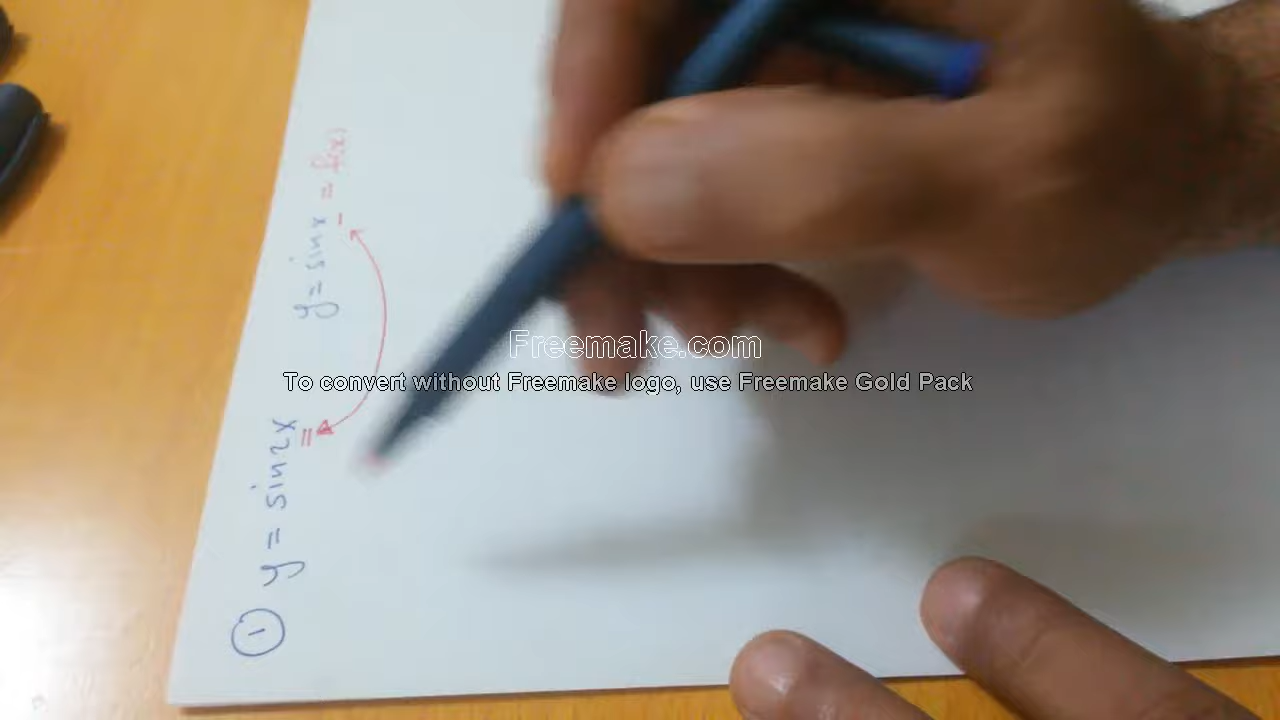 ① y = sin2x y = sinx = f(x)
Freemake.com
To convert without Freemake logo, use Freemake Gold Pack